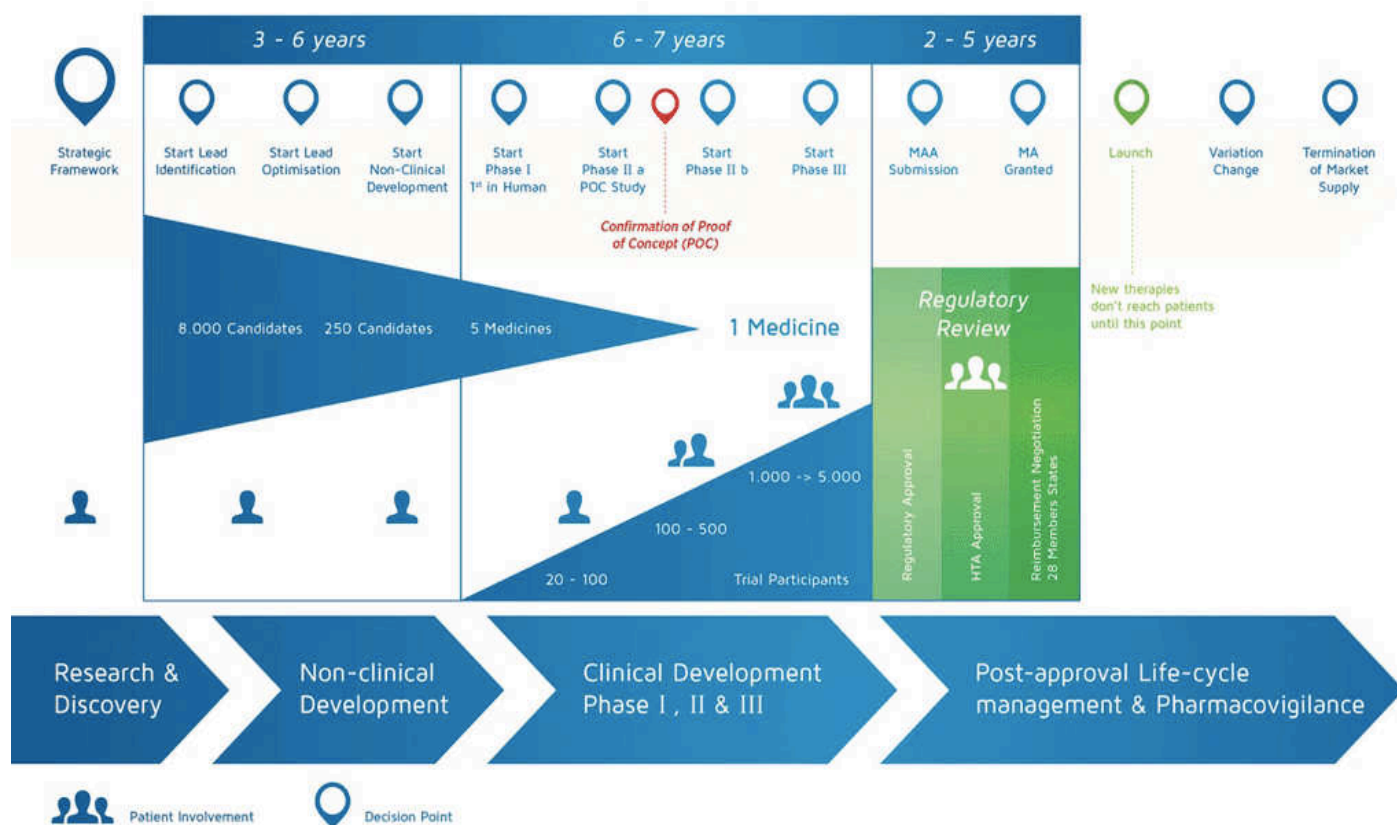 3 - 6 years
6 - 7 years
2 - 5 years
Strategic
Framework
Start Lead
Identification
Start Lead
Optimisation
Start
Non-Clinical
Development
Start
Phase I
1st in Human
Start
Phase II a
POC Study
Start
Phase II b
Start
Phase III
MAA
Submission
MA
Granted
Launch
Variation
Change
Termination
of Market
Supply
Confirmation of Proof
of Concept (POC)
8.000 Candidates
250 Candidates
5 Medicines
1 Medicine
Regulatory
Review
New therapies
don't reach patients
until this point
20 - 100
100 - 500
1.000 -> 5.000
Trial Participants
Regulatory Approval
HTA Approval
Reimbursement Negotiation
28 Members States
Research &
Discovery
Non-clinical
Development
Clinical Development
Phase I , II & III
Post-approval Life-cycle
management & Pharmacovigilance
Patient Involvement
Decision Point